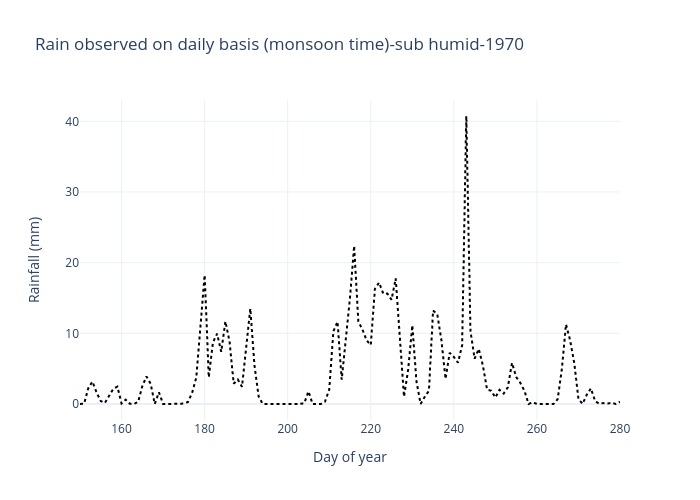 Rain observed on daily basis (monsoon time)-sub humid-1970
40
30
20
10
0
Rainfall (mm)
160 180 200 220 240 260 280
Day of year